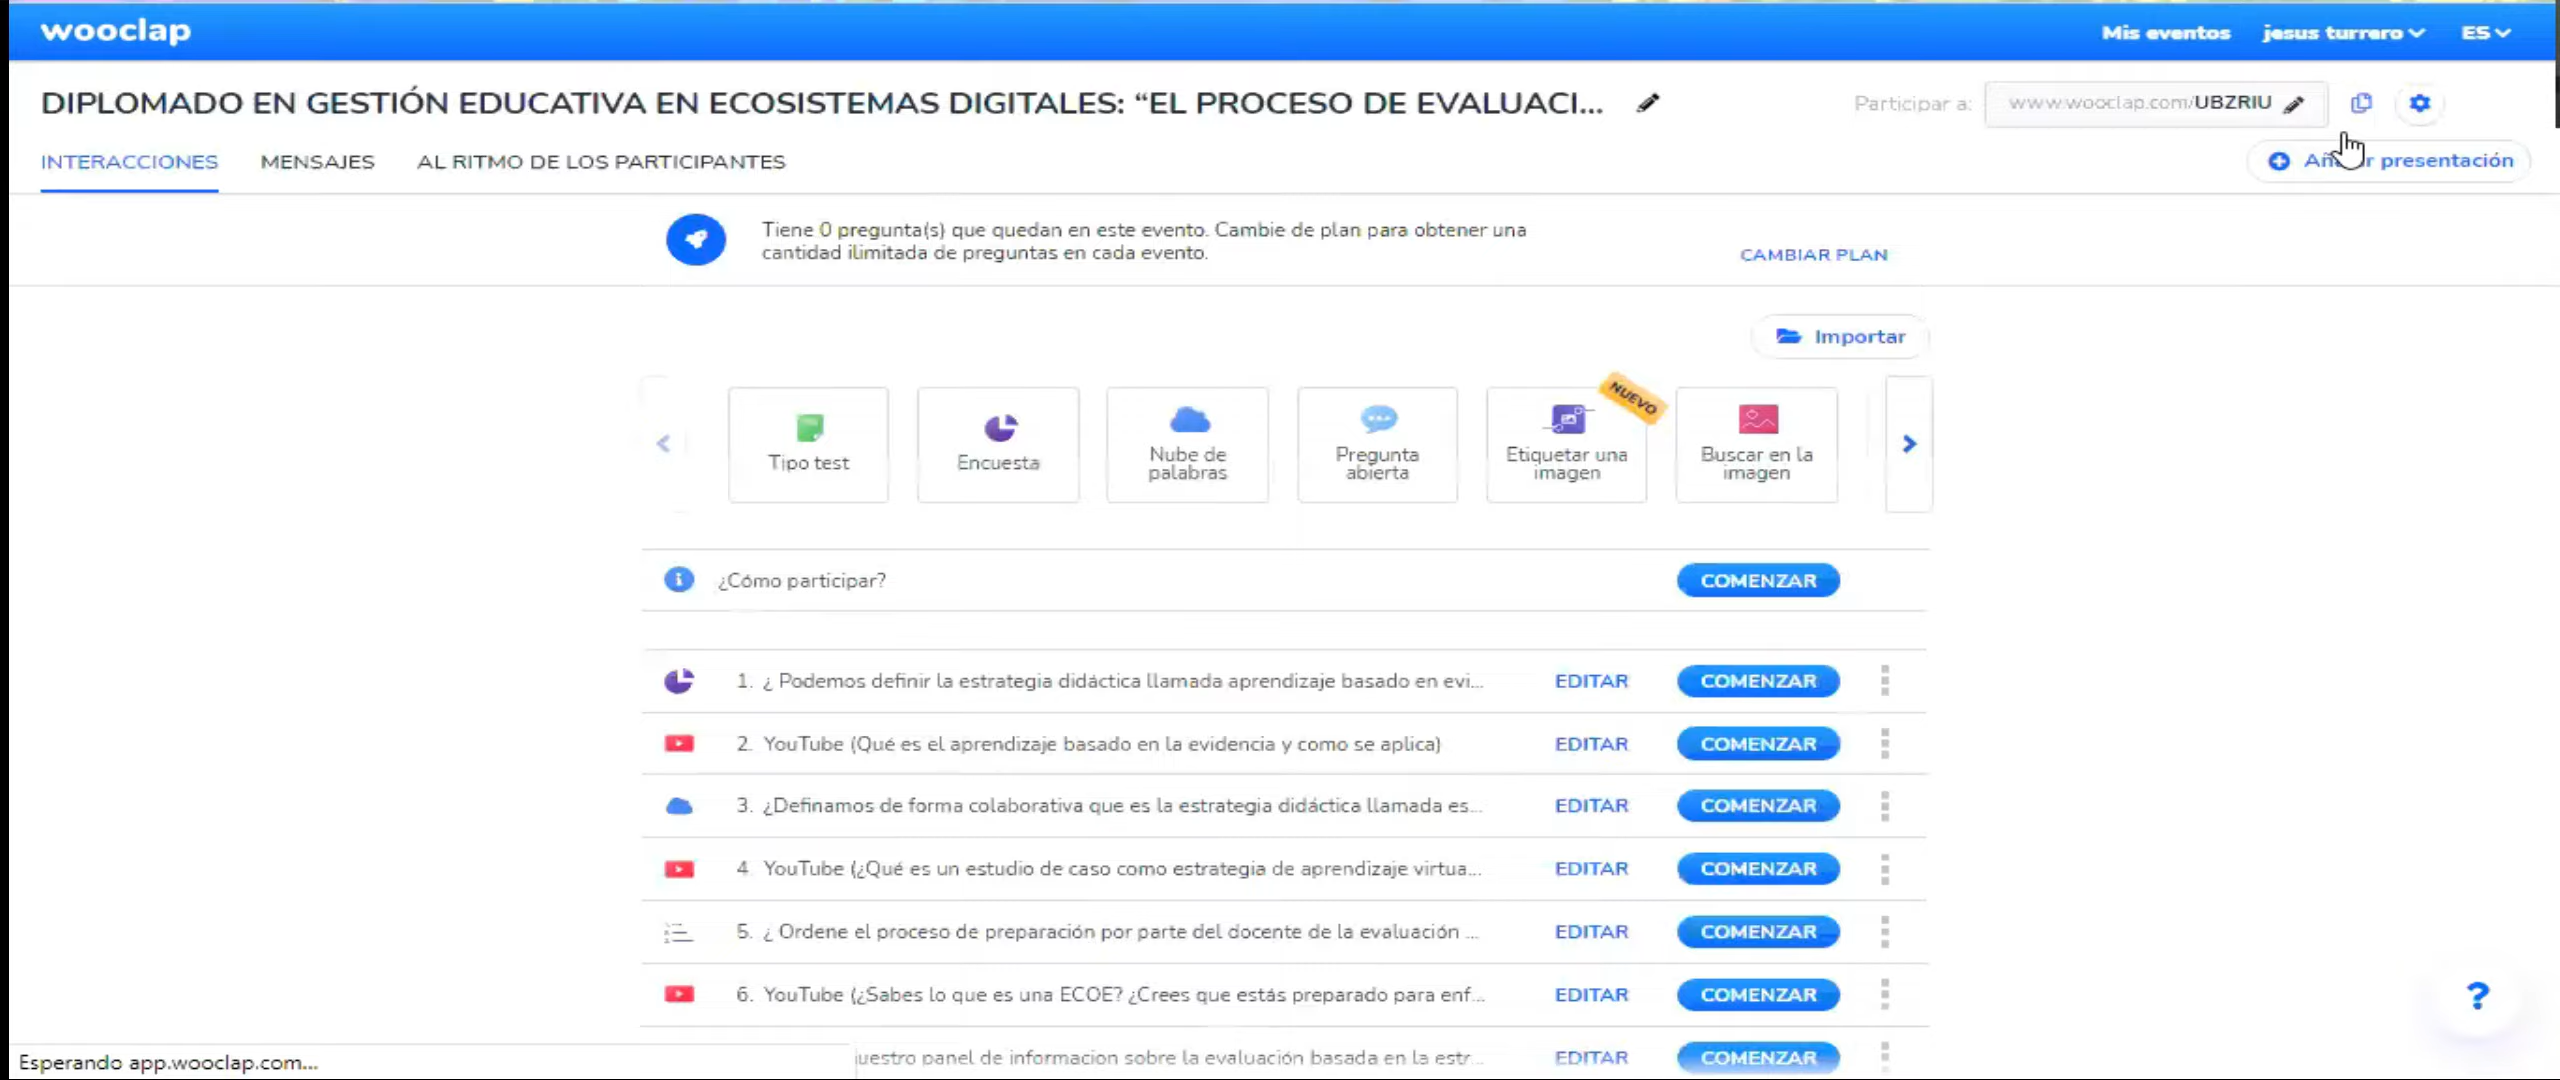 wooclap
Mis eventos
jesus turrero
ES
DIPLOMADO EN GESTIÓN EDUCATIVA EN ECOSISTEMAS DIGITALES: “EL PROCESO DE EVALUACI...
Participar a:
www.wooclap.com/UBZRIU
INTERACCIONES
MENSAJES
AL RITMO DE LOS PARTICIPANTES
presentación
Tiene 0 pregunta(s) que quedan en este evento. Cambie de plan para obtener una
cantidad ilimitada de preguntas en cada evento.
CAMBIAR PLAN
Importar
Tipo test
Encuesta
Nube de
palabras
Pregunta
abierta
NUEVO
Etiquetar una
imagen
Buscar en la
imagen
¿Cómo participar?
COMENZAR
1. ¿ Podemos definir la estrategia didáctica llamada aprendizaje basado en evi...
EDITAR
COMENZAR
2. YouTube (Qué es el aprendizaje basado en la evidencia y como se aplica)
EDITAR
COMENZAR
3. ¿Definamos de forma colaborativa que es la estrategia didáctica llamada es...
EDITAR
COMENZAR
4. YouTube (¿Qué es un estudio de caso como estrategia de aprendizaje virtua...
EDITAR
COMENZAR
5. ¿ Ordene el proceso de preparación por parte del docente de la evaluación ...
EDITAR
COMENZAR
6. YouTube (¿Sabes lo que es una ECOE? ¿Crees que estás preparado para enf...
EDITAR
COMENZAR
uestro panel de informacion sobre la evaluación basada en la estr...
EDITAR
COMENZAR
?
Esperando app.wooclap.com...